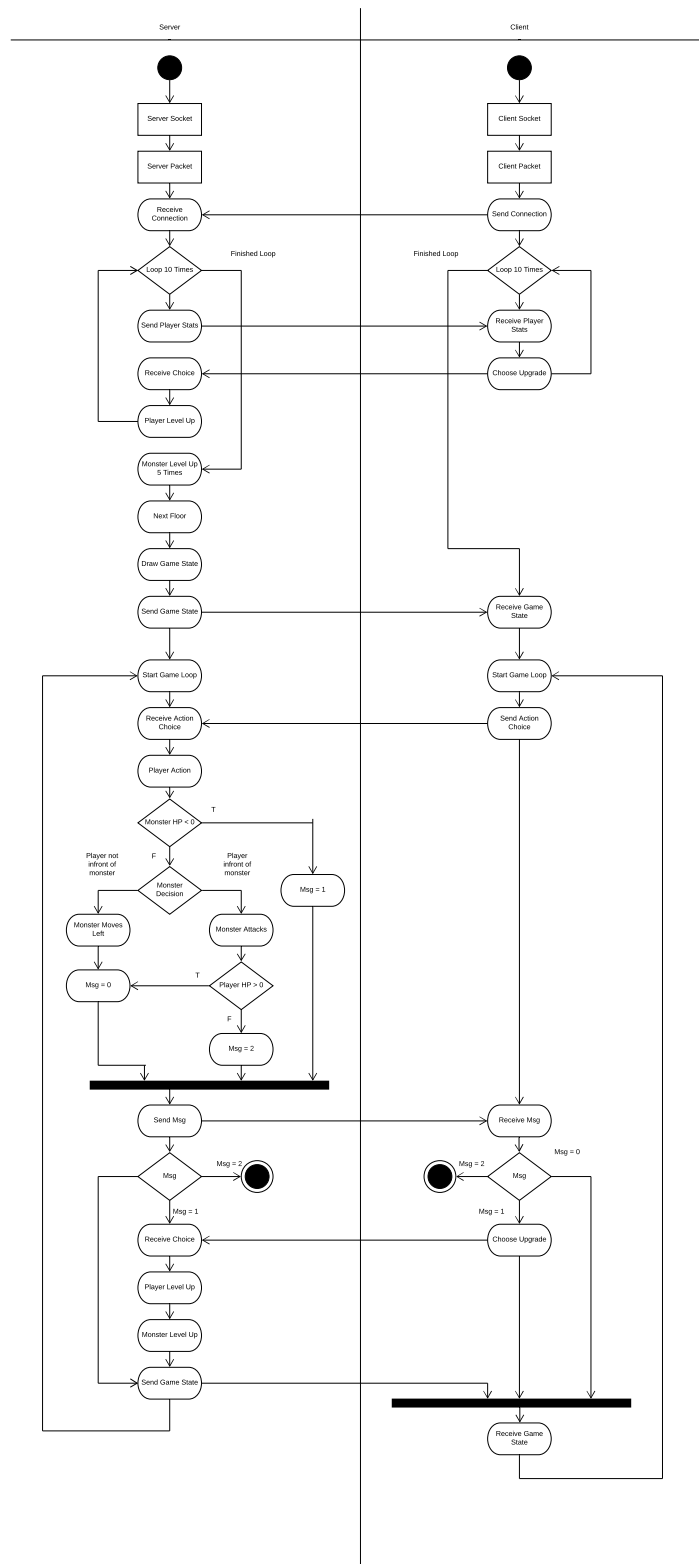 Server
Client
Server Socket
Client Socket
Server Packet
Client Packet
Receive
Connection
Send Connection
Finished Loop
Finished Loop
Loop 10 Times
Loop 10 Times
Send Player Stats
Receive Player
Stats
Receive Choice
Choose Upgrade
Player Level Up
Monster Level Up
5 Times
Next Floor
Draw Game State
Send Game State
Receive Game
State
Start Game Loop
Start Game Loop
Receive Action
Choice
Send Action
Choice
Player Action
T
Monster HP < 0
F
Player not
infront of
monster
Player
infront of
monster
Monster
Decision
Msg = 1
Monster Moves
Left
Monster Attacks
T
Msg = 0
Player HP > 0
F
Msg = 2
Send Msg
Receive Msg
Msg = 0
Msg = 2
Msg = 2
Msg
Msg
Msg = 1
Msg = 1
Receive Choice
Choose Upgrade
Player Level Up
Monster Level Up
Send Game State
Receive Game
State